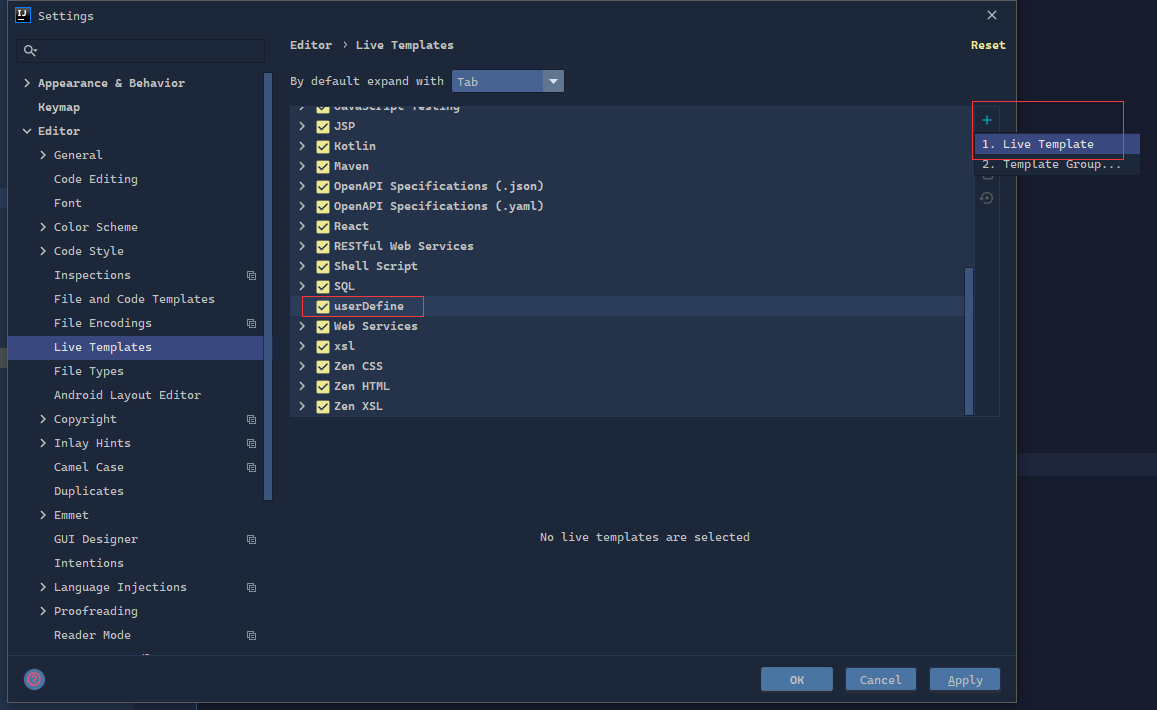 Settings
Editor › Live Templates
Reset
By default expand with Tab
Appearance & Behavior
Keymap
Editor
General
Code Editing
Font
Color Scheme
Code Style
Inspections
File and Code Templates
File Encodings
Live Templates
File Types
Android Layout Editor
Copyright
Inlay Hints
Camel Case
Duplicates
Emmet
GUI Designer
Intentions
Language Injections
Proofreading
Reader Mode
JavaScript Testing
JSP
Kotlin
Maven
OpenAPI Specifications (.json)
OpenAPI Specifications (.yaml)
React
RESTful Web Services
Shell Script
SQL
userDefine
Web Services
xsl
Zen CSS
Zen HTML
Zen XSL
1. Live Template
2. Template Group...
No live templates are selected
OK
Cancel
Apply